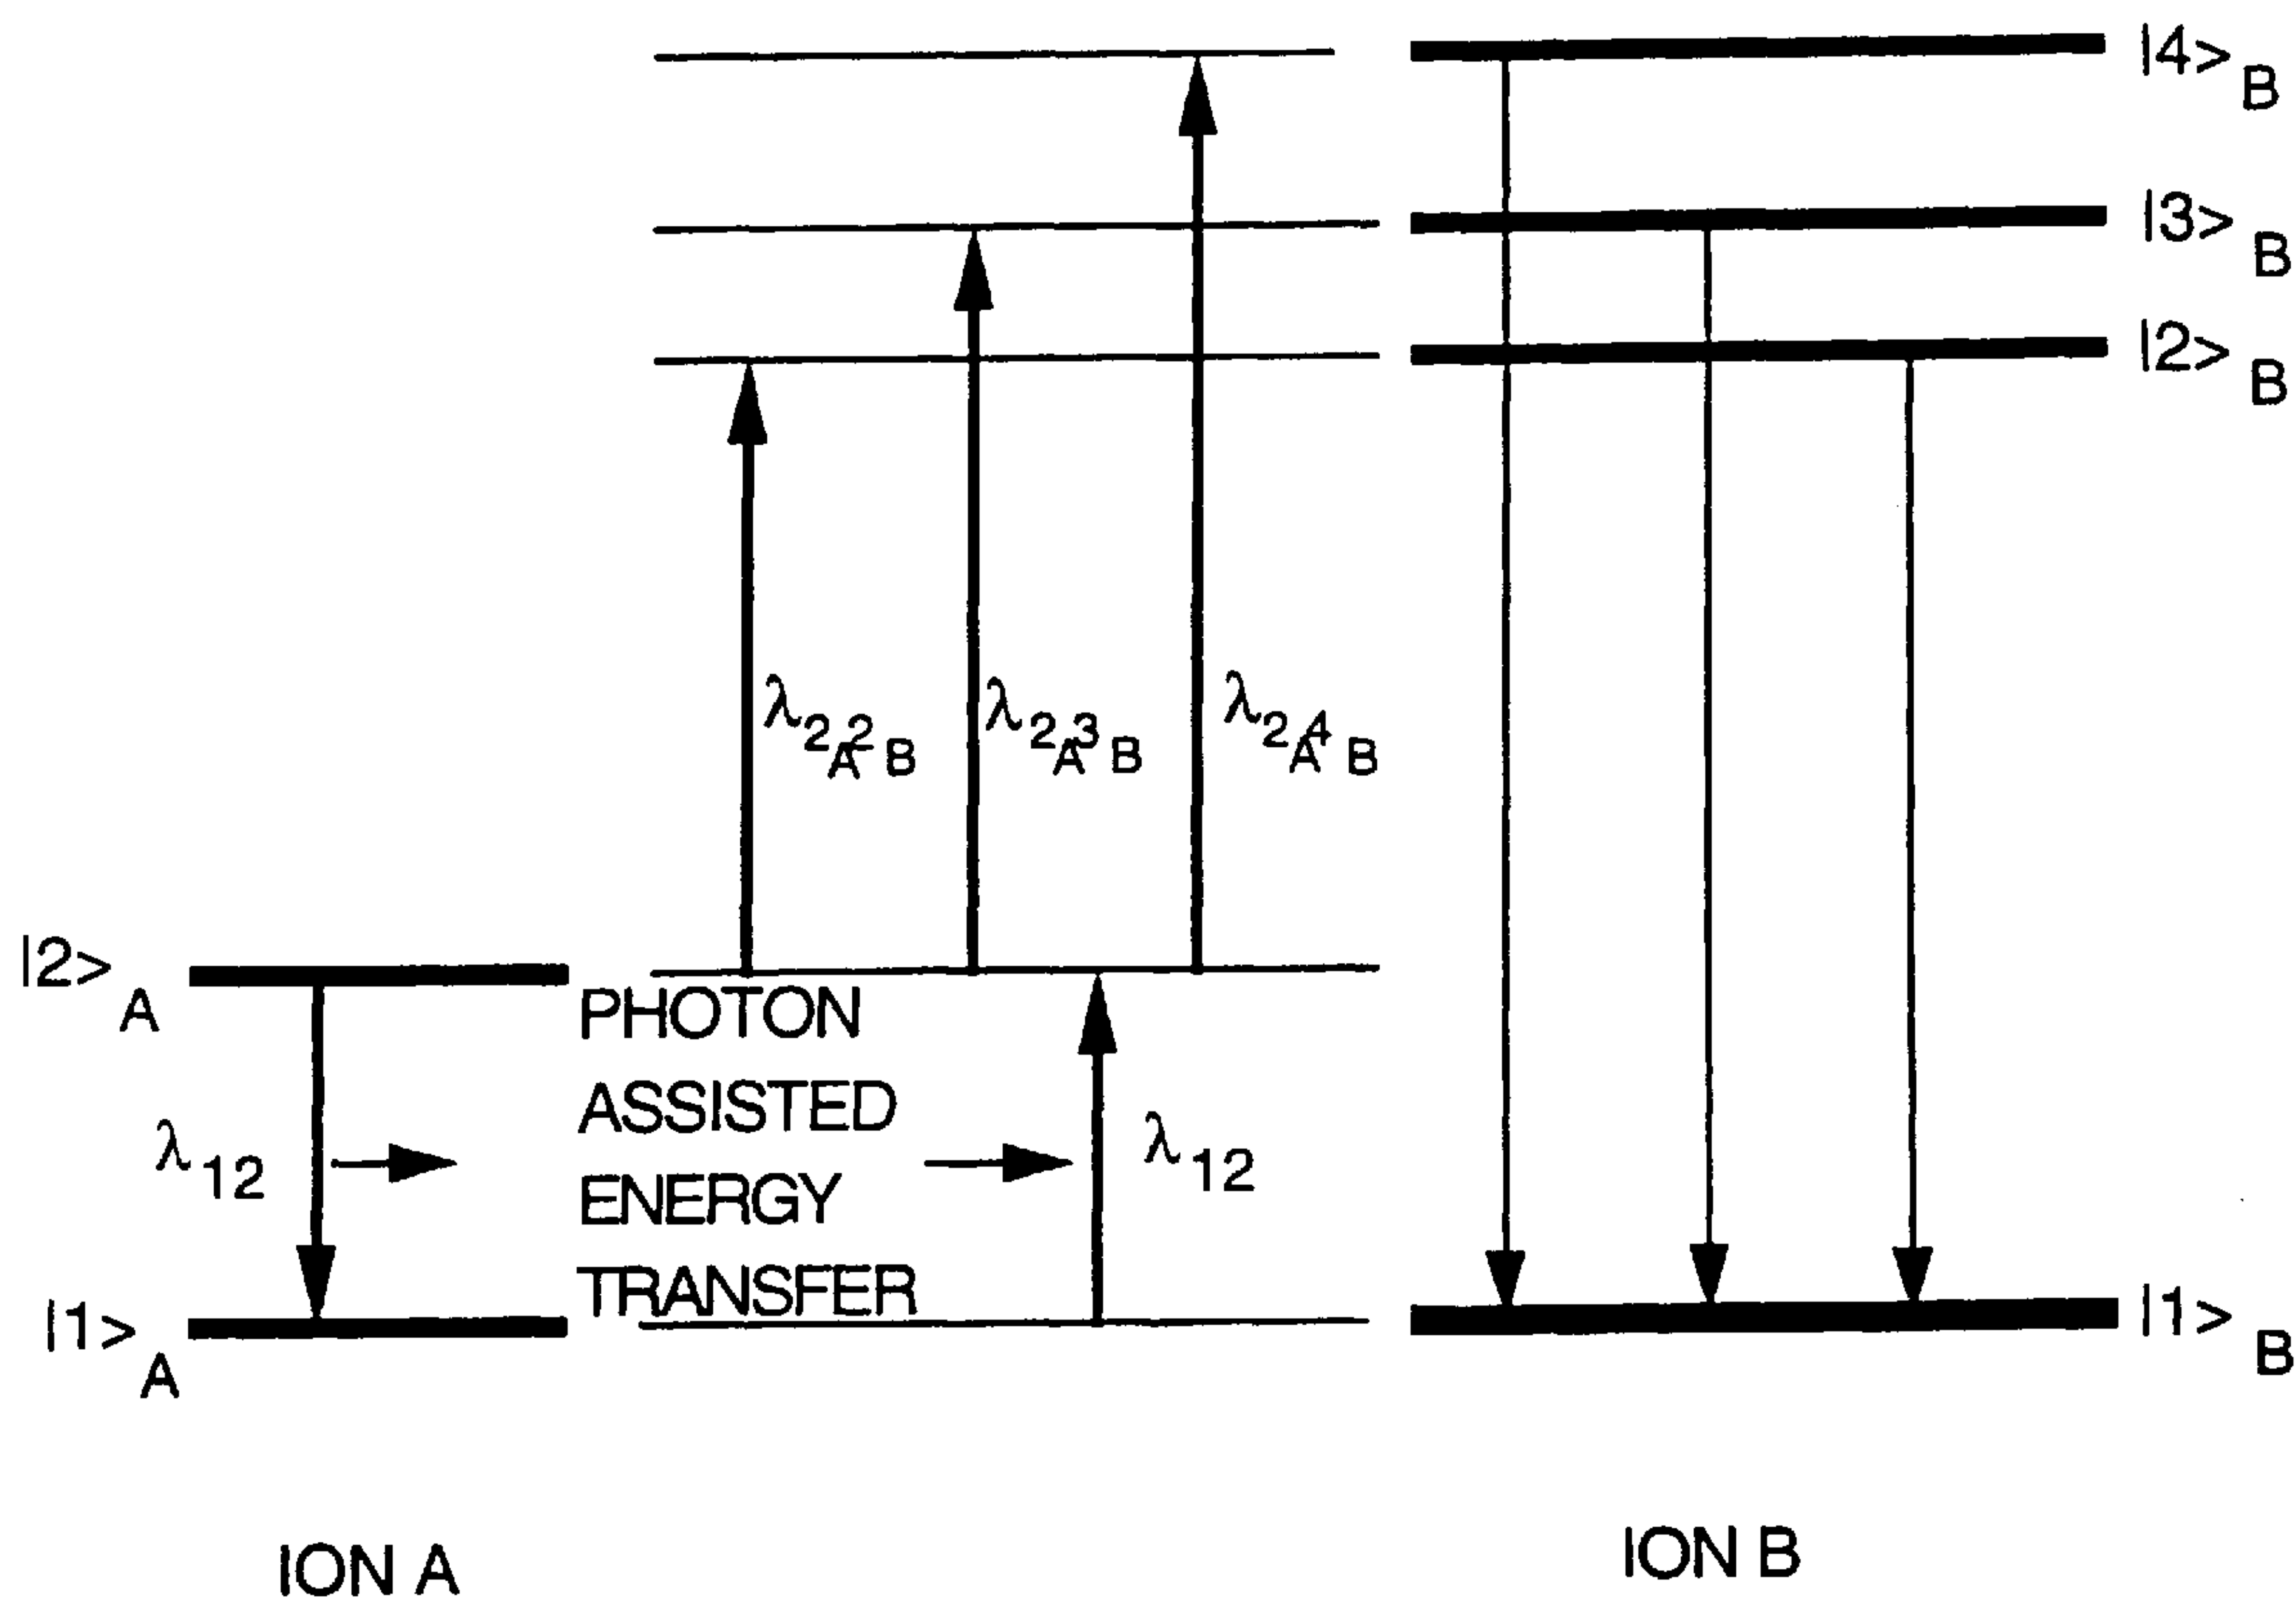 |4>B
|3>B
|2>B
λ2A2B λ2A3B λ2A4B
|2>A
PHOTON
ASSISTED
ENERGY
TRANSFER
λ12
λ12
|1>A
|1>B
ION A
ION B